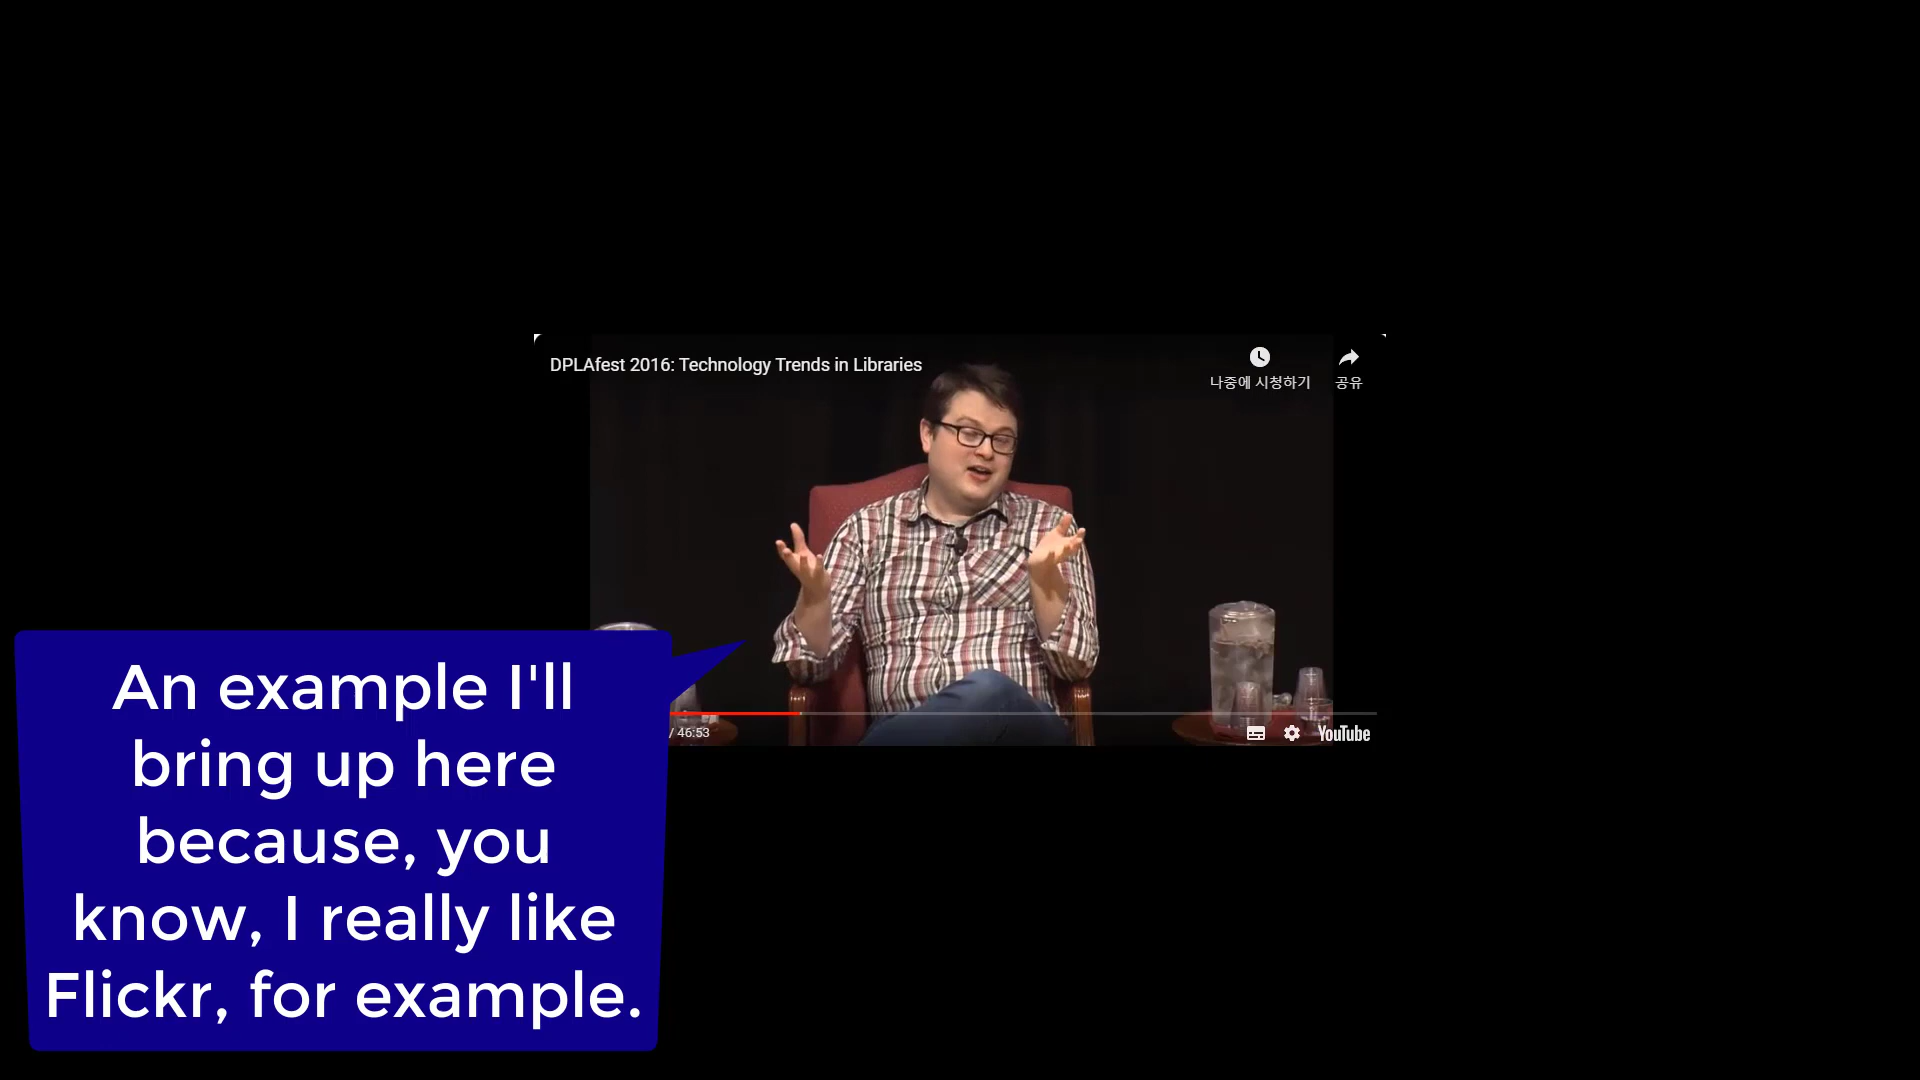 DPLAfest 2016: Technology Trends in Libraries
나중에 시청하기
공유
An example I'll
bring up here
because, you
know, I really like
Flickr, for example.
/ 46:53
YouTube